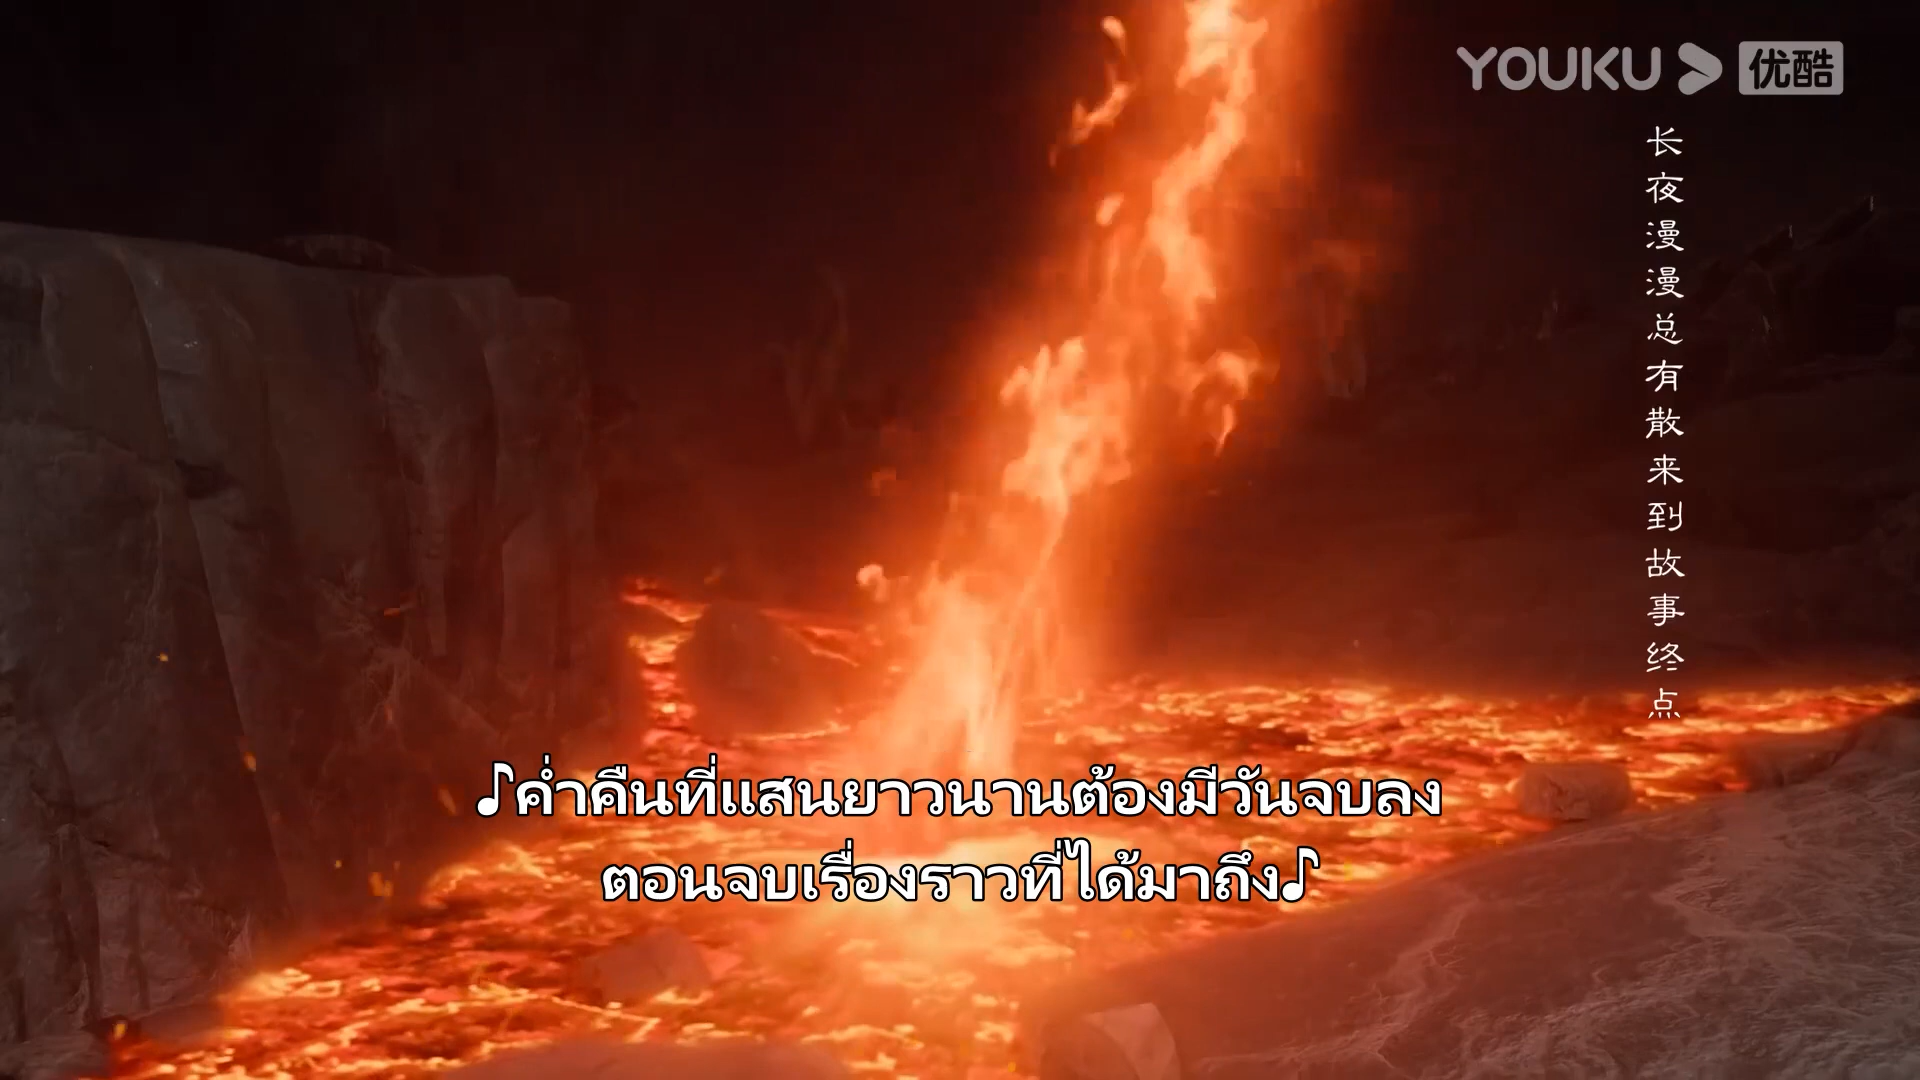 YOUKU 优酷
长夜漫漫总有散来到故事终点
♪ค่ำคืนที่แสนยาวนานต้องมีวันจบลง
ตอนจบเรื่องราวที่ได้มาถึง♪